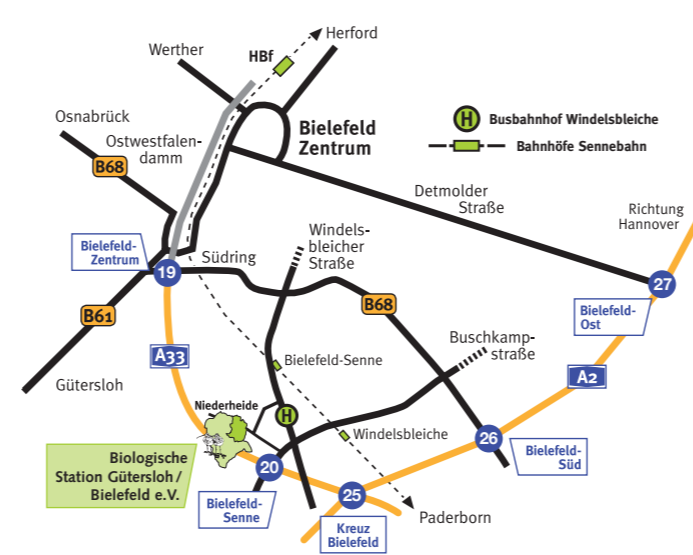 Herford
Werther
HBf
Osnabrück
Ostwestfalen-
damm
B68
Bielefeld
Zentrum
H Busbahnhof Windelsbleiche
Bahnhöfe Sennebahn
Detmolder
Straße
Richtung
Hannover
Windels-
bleicher
Straße
Bielefeld-
Zentrum
19
Südring
27
B68
Bielefeld-
Ost
B61
Buschkamp-
straße
A33
Bielefeld-Senne
A2
Gütersloh
Niederheide
H
Windelsbleiche
26
Biologische
Station Gütersloh /
Bielefeld e.V.
Bielefeld-
Süd
20
25
Bielefeld-
Senne
Paderborn
Kreuz
Bielefeld